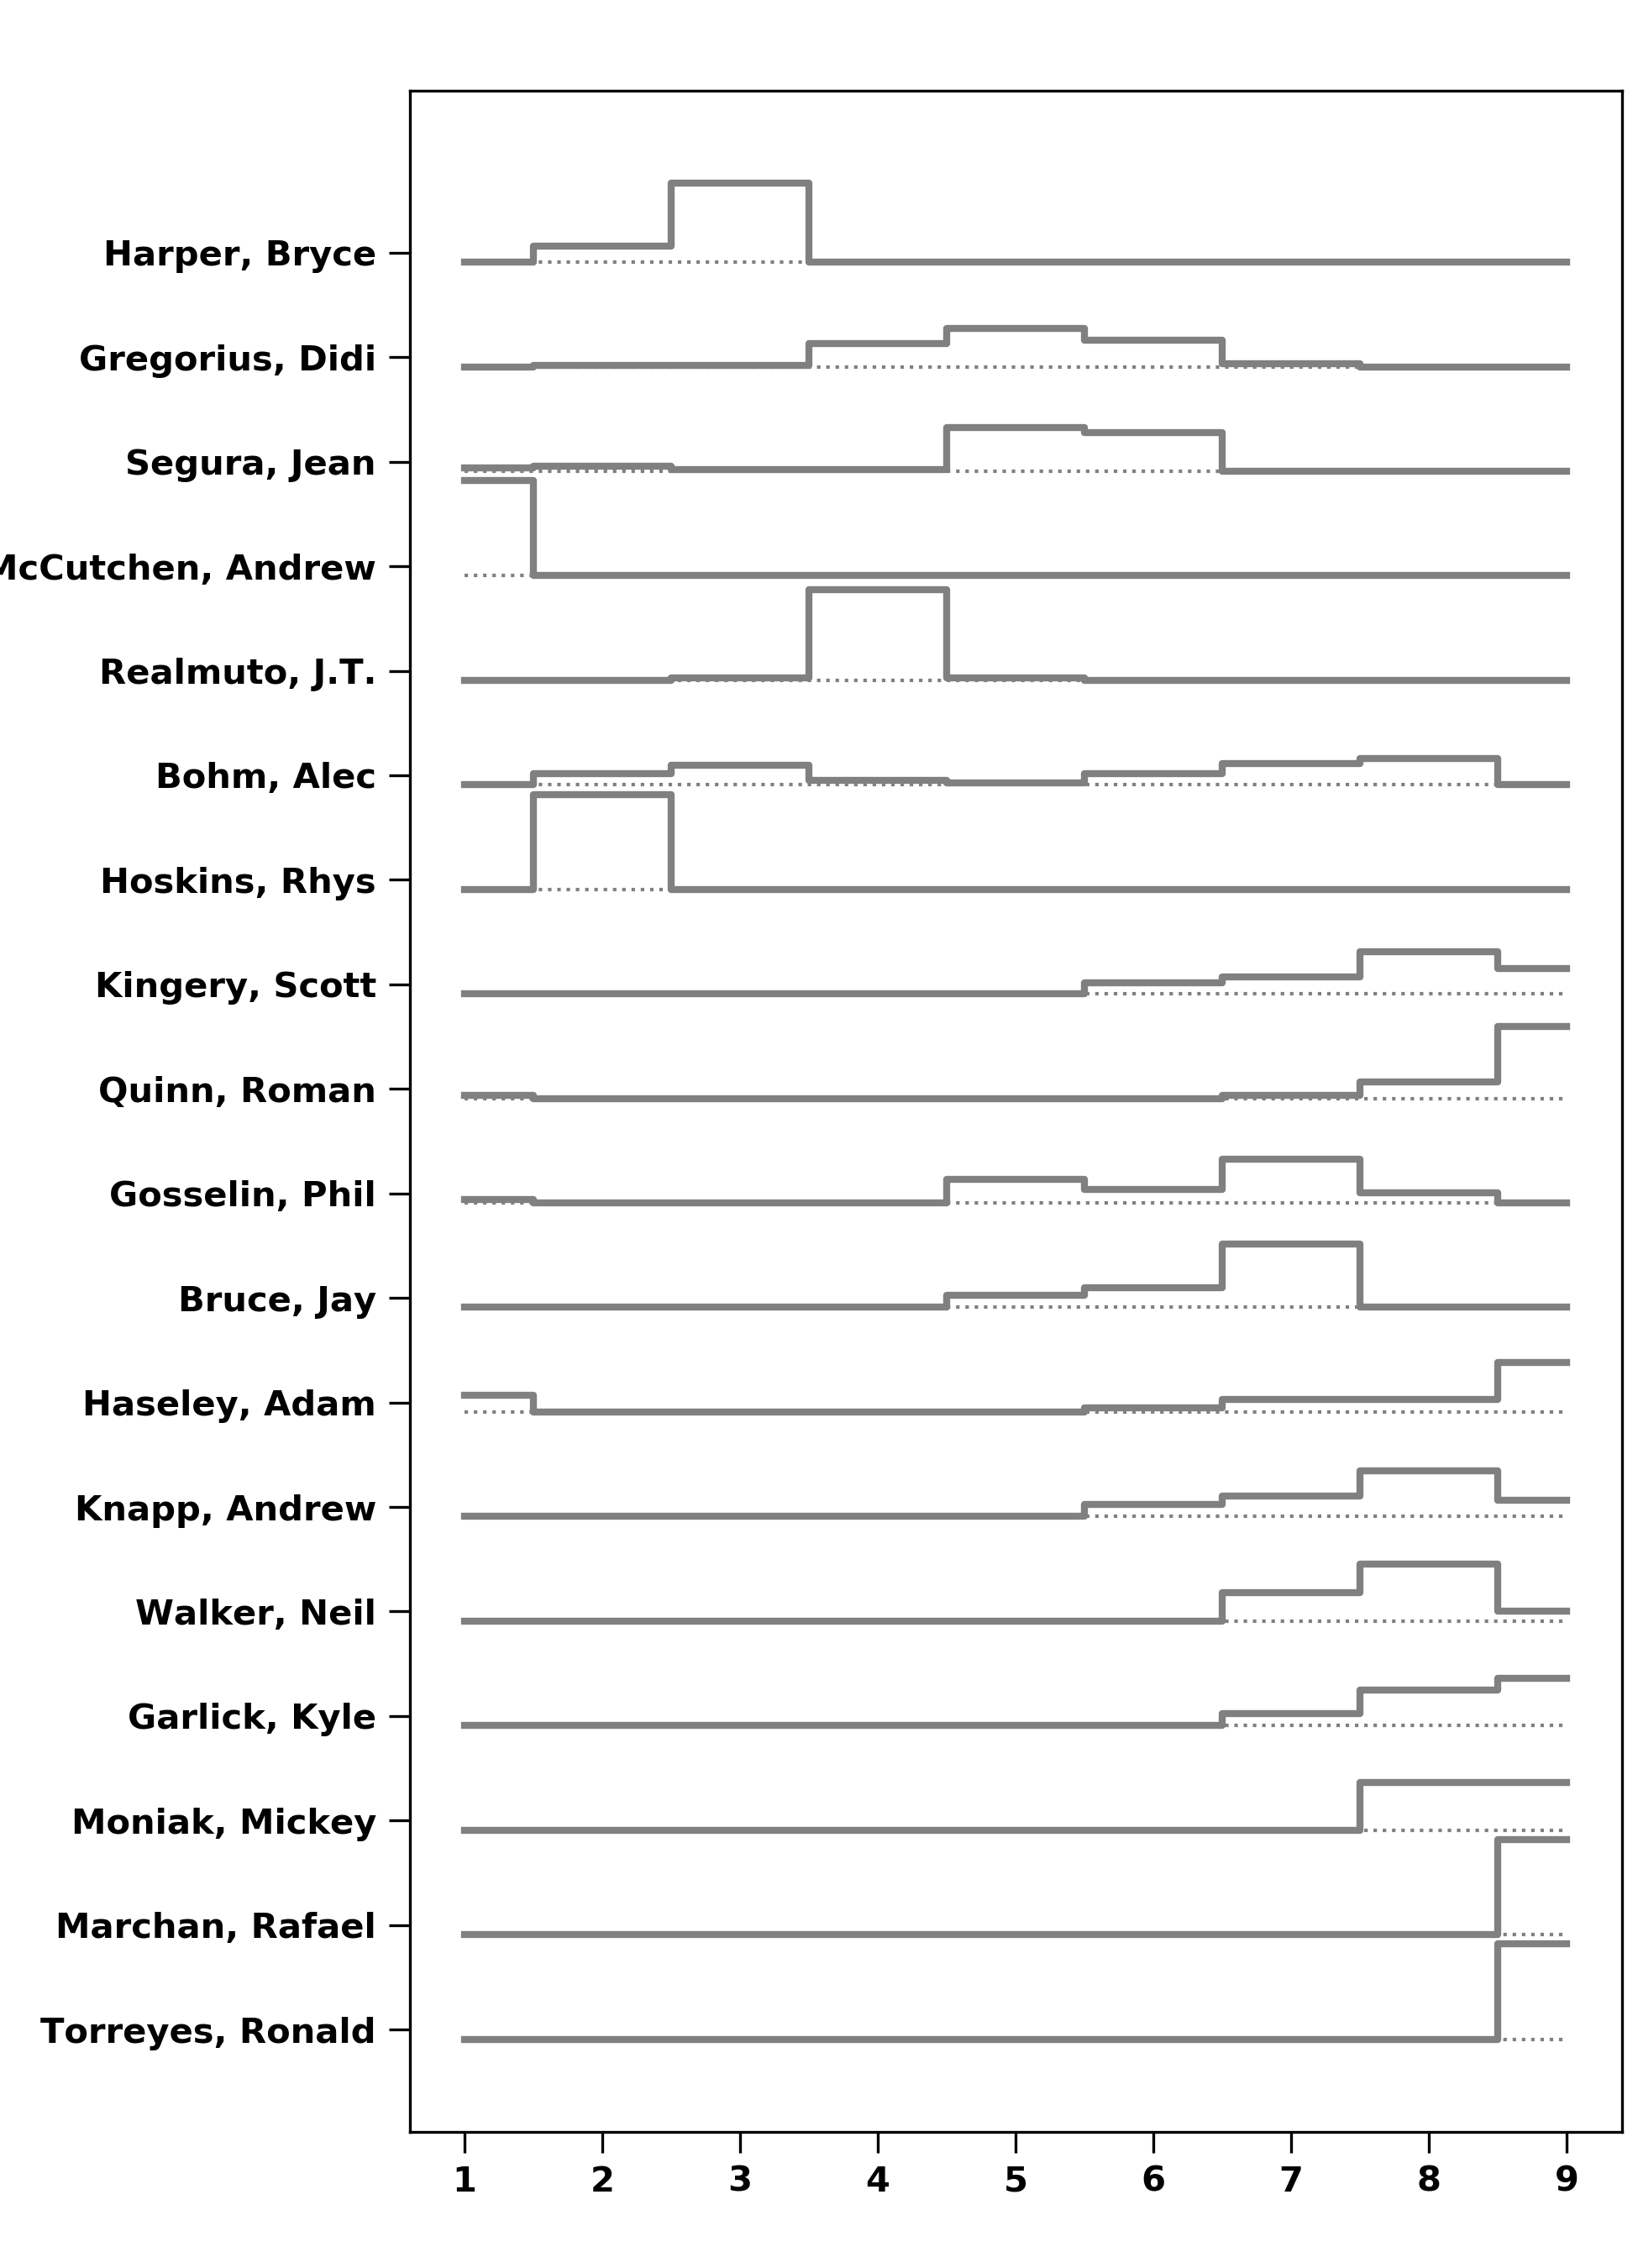 Harper, Bryce
Gregorius, Didi
Segura, Jean
McCutchen, Andrew
Realmuto, J.T.
Bohm, Alec
Hoskins, Rhys
Kingery, Scott
Quinn, Roman
Gosselin, Phil
Bruce, Jay
Haseley, Adam
Knapp, Andrew
Walker, Neil
Garlick, Kyle
Moniak, Mickey
Marchan, Rafael
Torreyes, Ronald
1 2 3 4 5 6 7 8 9